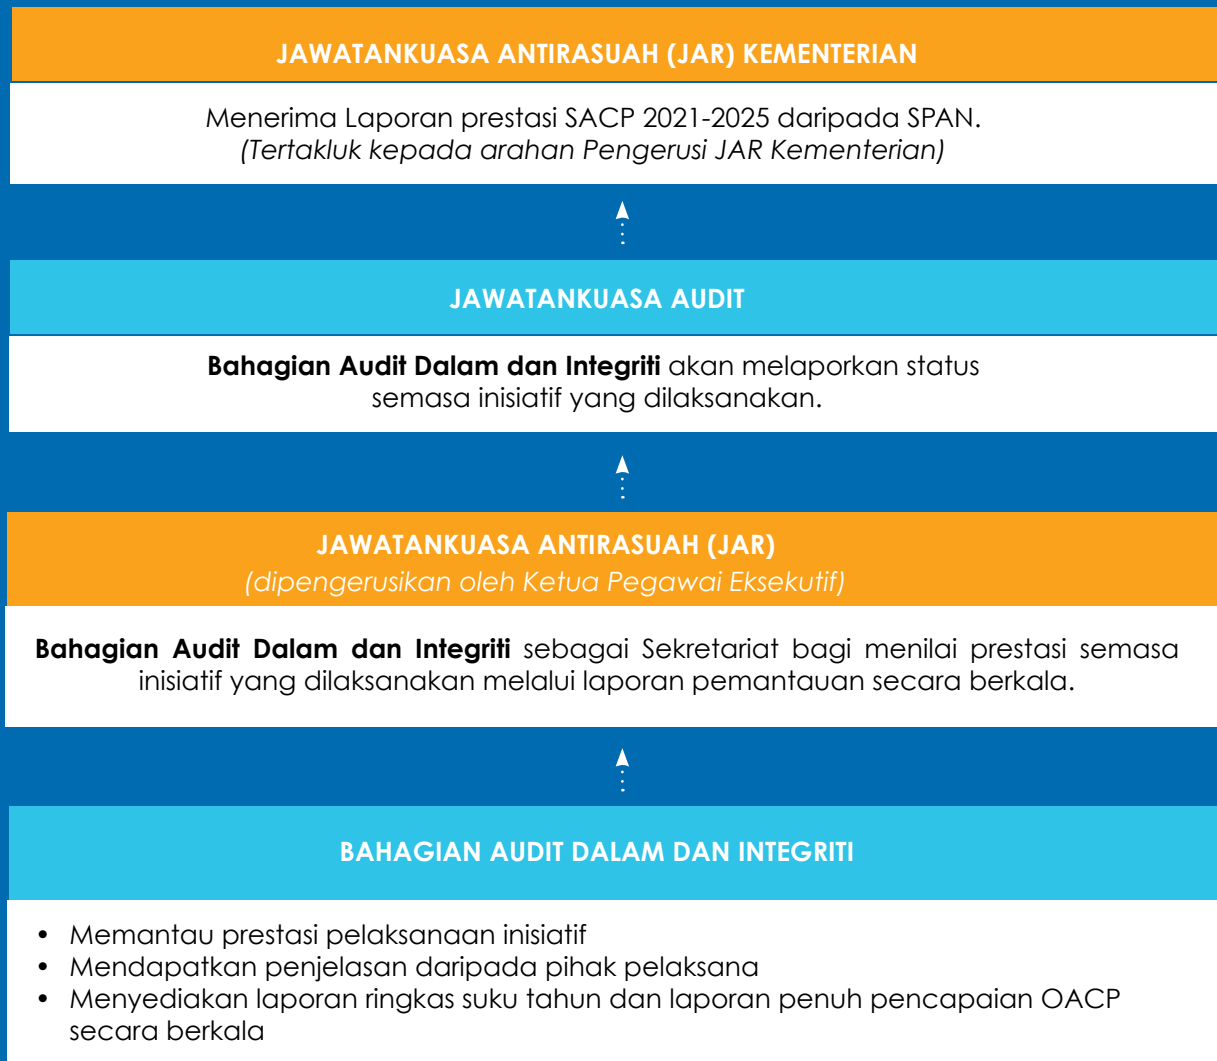 JAWATANKUASA ANTIRASUAH (JAR) KEMENTERIAN
Menerima Laporan prestasi SACP 2021-2025 daripada SPAN.
(Tertakluk kepada arahan Pengerusi JAR Kementerian)
JAWATANKUASA AUDIT
Bahagian Audit Dalam dan Integriti akan melaporkan status
semasa inisiatif yang dilaksanakan.
JAWATANKUASA ANTIRASUAH (JAR)
(dipengerusikan oleh Ketua Pegawai Eksekutif)
Bahagian Audit Dalam dan Integriti sebagai Sekretariat bagi menilai prestasi semasa
inisiatif yang dilaksanakan melalui laporan pemantauan secara berkala.
BAHAGIAN AUDIT DALAM DAN INTEGRITI
• Memantau prestasi pelaksanaan inisiatif
• Mendapatkan penjelasan daripada pihak pelaksana
• Menyediakan laporan ringkas suku tahun dan laporan penuh pencapaian OACP
secara berkala